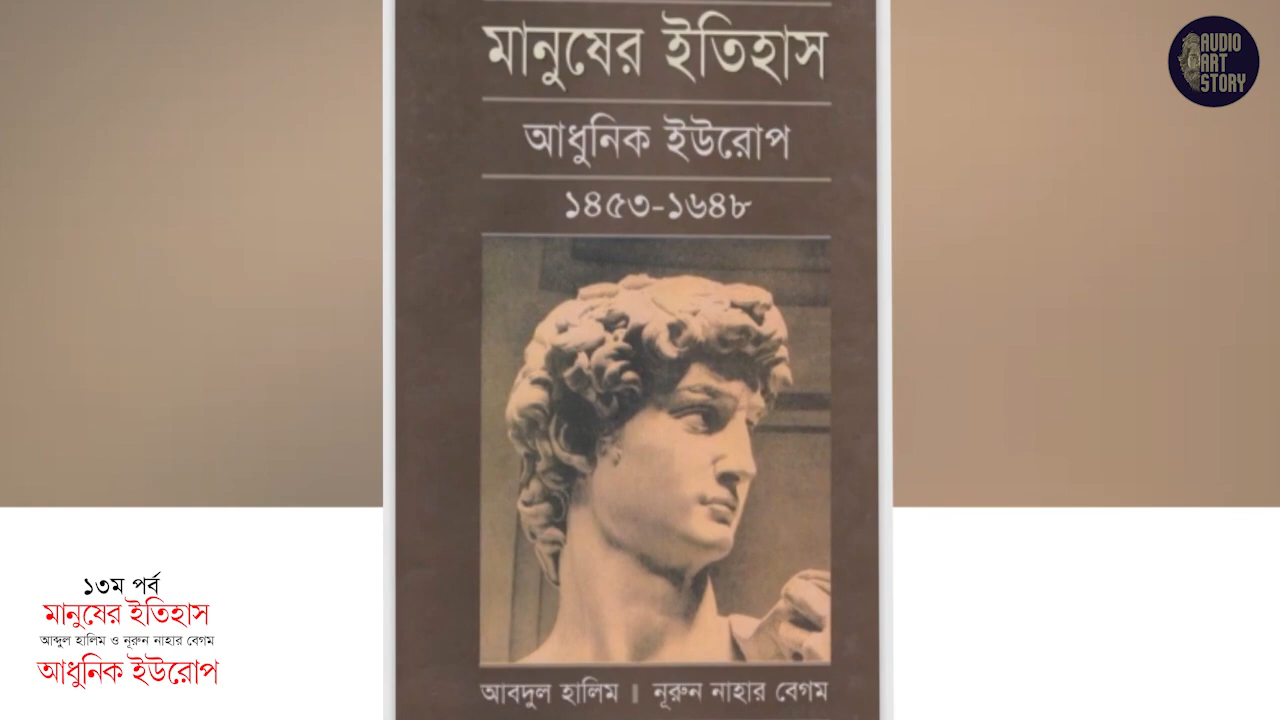 মানুষের ইতিহাস
আধুনিক ইউরোপ
১৪৫৩-১৬৪৮
আবদুল হালিম ॥ নূরুন নাহার বেগম
AUDIO
ART
STORY
১৩ম পর্ব
মানুষের ইতিহাস
আব্দুল হালিম ও নূরুন নাহার বেগম
আধুনিক ইউরোপ